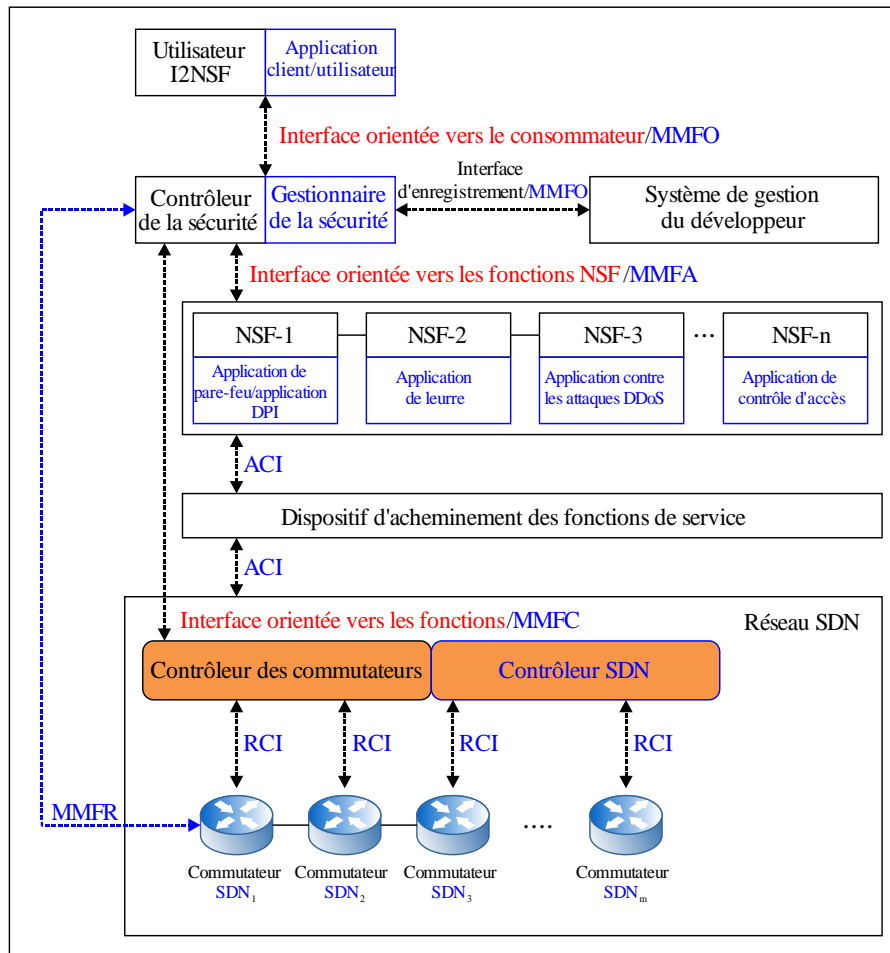 Utilisateur
I2NSF
Application
client/utilisateur
Interface orientée vers le consommateur/MMFO
Contrôleur
de la sécurité
Gestionnaire
de la sécurité
Interface
d'enregistrement/MMFO
Système de gestion
du développeur
Interface orientée vers les fonctions NSF/MMFA
NSF-1
NSF-2
NSF-3
...
NSF-n
Application de
pare-feu/application
DPI
Application
de leurre
Application contre
les attaques DDoS
Application de
contrôle d'accès
ACI
Dispositif d'acheminement des fonctions de service
ACI
Interface orientée vers les fonctions/MMFC
Réseau SDN
Contrôleur des commutateurs
Contrôleur SDN
RCI
RCI
RCI
RCI
MMFR
....
Commutateur
SDN1
Commutateur
SDN2
Commutateur
SDN3
Commutateur
SDNm